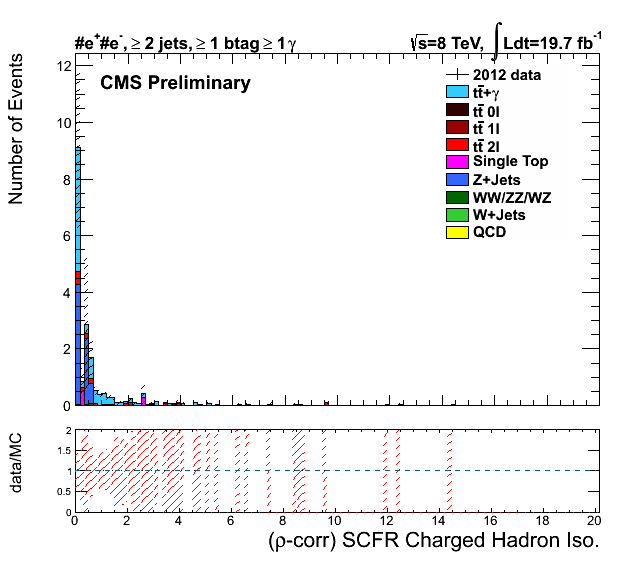 #e⁺#e⁻, ≥ 2 jets, ≥ 1 btag ≥ 1 γ
√s=8 TeV, ∫Ldt=19.7 fb⁻¹
CMS Preliminary
2012 data
tt̄+γ
tt̄ 0l
tt̄ 1l
tt̄ 2l
Single Top
Z+Jets
WW/ZZ/WZ
W+Jets
QCD
Number of Events
12
10
8
6
4
2
0
data/MC
2
1.5
1
0.5
0
0 2 4 6 8 10 12 14 16 18 20
(ρ-corr) SCFR Charged Hadron Iso.